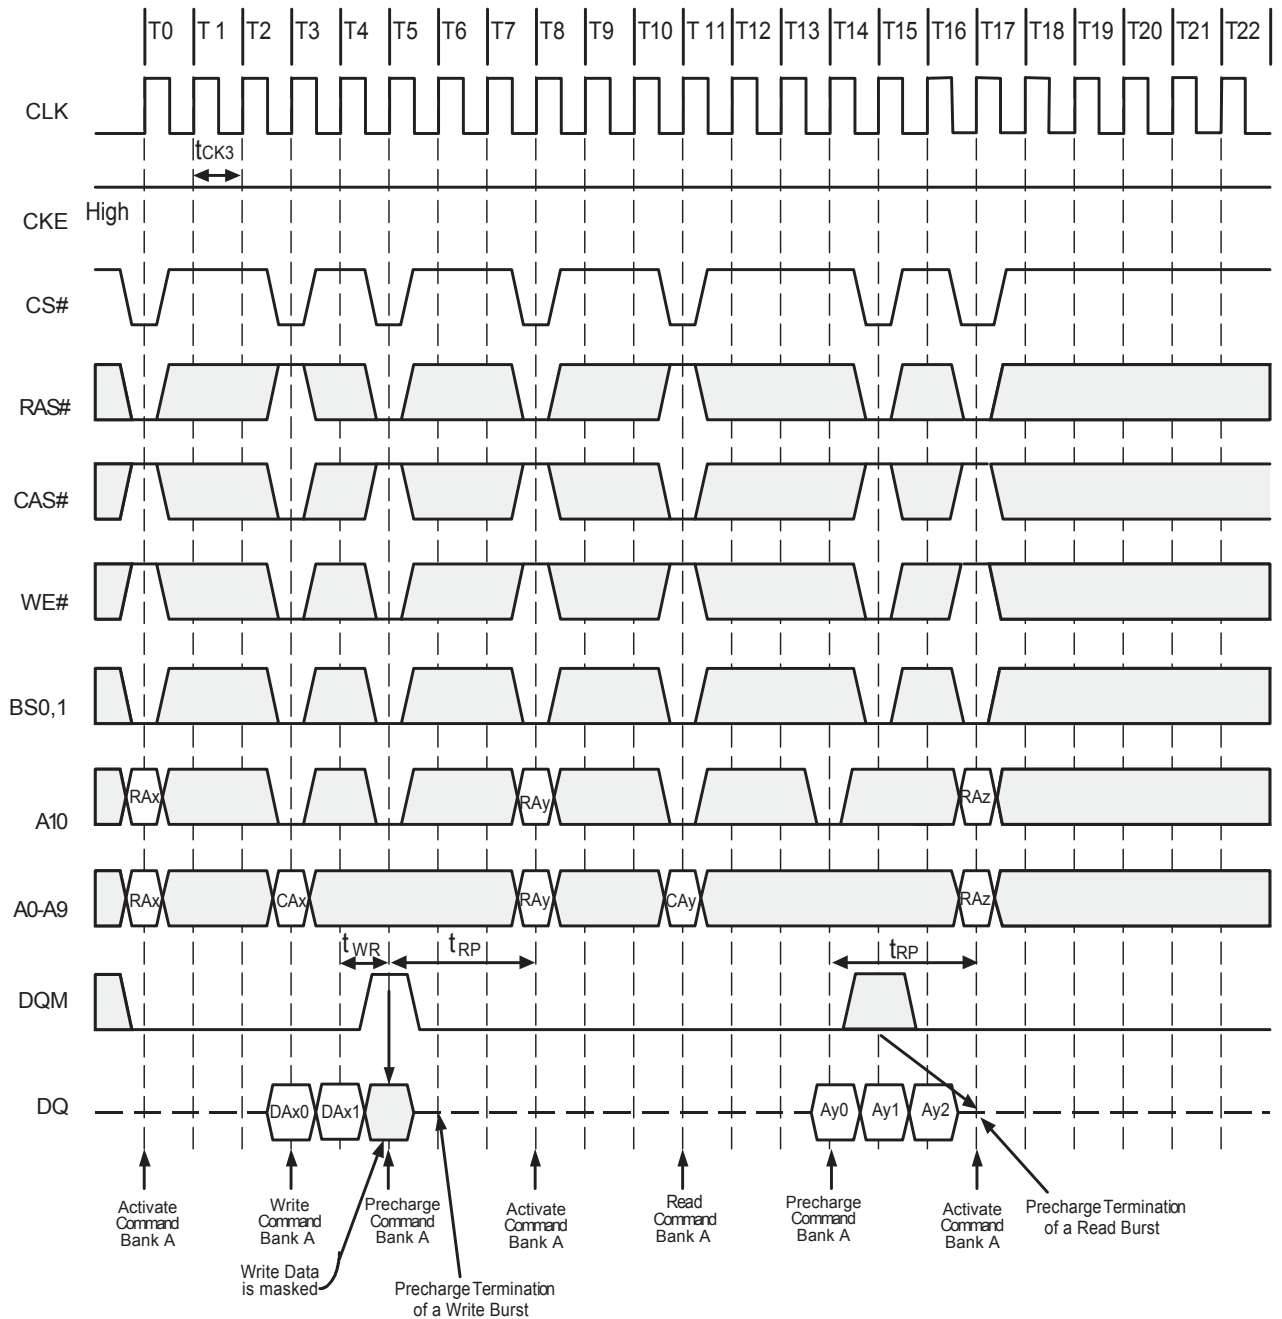 T0 T 1 T2 T3 T4 T5 T6 T7 T8 T9 T10 T 11 T12 T13 T14 T15 T16 T17 T18 T19 T20 T21 T22
CLK
tCK3
High
CKE
CS#
RAS#
CAS#
WE#
BS0,1
RAx RAy RAz
A10
RAx CAx RAy CAy RAz
A0-A9
t WR t RP tRP
DQM
DQ
DAx0 DAx1 Ay0 Ay1 Ay2
Activate
Command
Bank A
Write
Command
Bank A
Precharge
Command
Bank A
Activate
Command
Bank A
Read
Command
Bank A
Precharge
Command
Bank A
Activate
Command
Bank A
Precharge Termination
of a Read Burst
Write Data
is masked
Precharge Termination
of a Write Burst